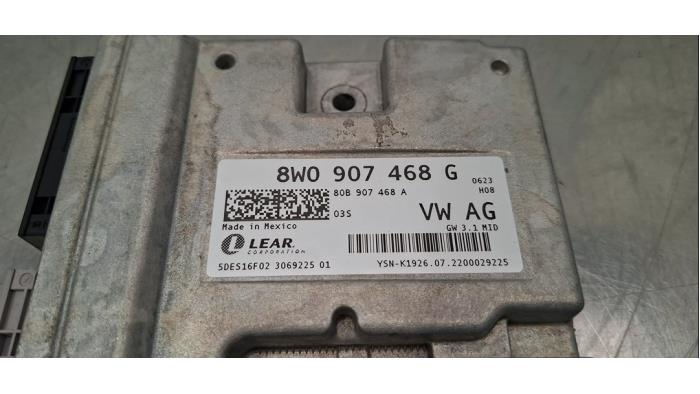 8W0 907 468 G
0623
80B 907 468 A
H08
03S
VW AG
Made in Mexico
GW 3.1 MID
LEAR
CORPORATION
5DES16F02 3069225 01
YSN-K1926.07.2200029225